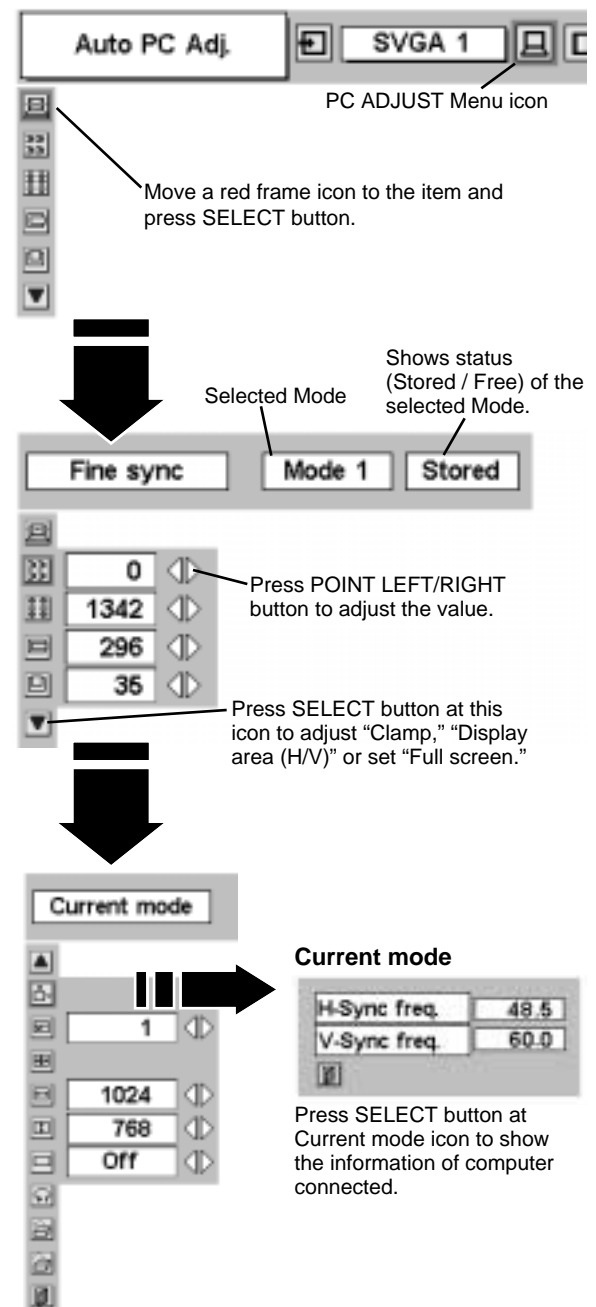 Auto PC Adj.
SVGA 1
PC ADJUST Menu icon
Move a red frame icon to the item and
press SELECT button.
Shows status
(Stored / Free) of the
selected Mode.
Selected Mode
Fine sync
Mode 1
Stored
0
1342
296
35
Press POINT LEFT/RIGHT
button to adjust the value.
Press SELECT button at this
icon to adjust “Clamp,” “Display
area (H/V)” or set “Full screen.”
Current mode
1
1024
768
Off
Current mode
H-Sync freq. 48.5
V-Sync freq. 60.0
Press SELECT button at
Current mode icon to show
the information of computer
connected.